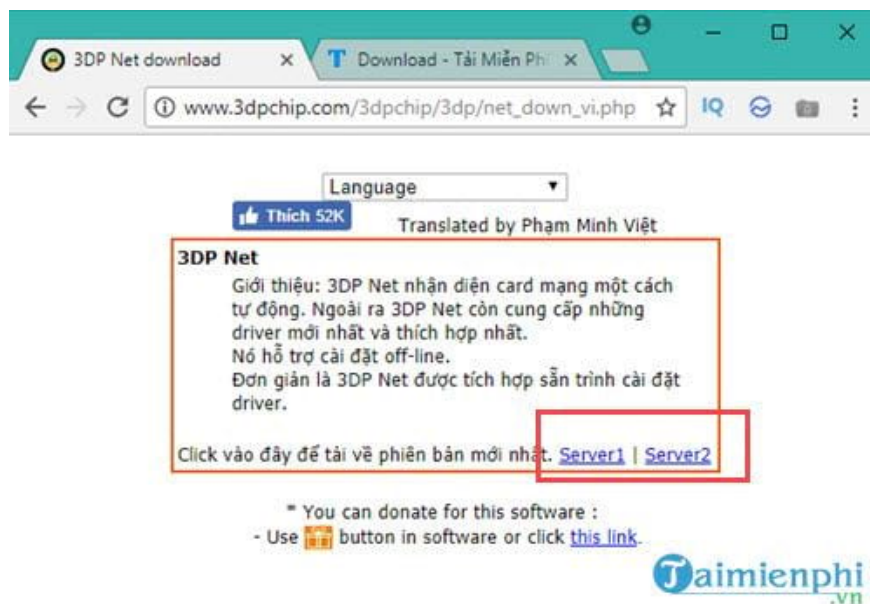 3DP Net download
Download - Tải Miễn Phí
www.3dpchip.com/3dpchip/3dp/net_down_vi.php
IQ
Language
Thích 52K
Translated by Phạm Minh Việt
3DP Net
Giới thiệu: 3DP Net nhận diện card mạng một cách
tự động. Ngoài ra 3DP Net còn cung cấp những
driver mới nhất và thích hợp nhất.
Nó hỗ trợ cài đặt off-line.
Đơn giản là 3DP Net được tích hợp sẵn trình cài đặt
driver.
Click vào đây để tải về phiên bản mới nhất. Server1 | Server2
* You can donate for this software :
- Use button in software or click this link.
Taimienphi
.vn